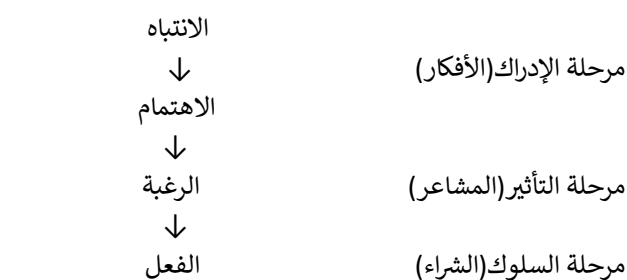 الانتباه
↓
مرحلة الإدراك(الأفكار)
الاهتمام
↓
مرحلة التأثير(المشاعر) الرغبة
↓
مرحلة السلوك(الشراء) الفعل